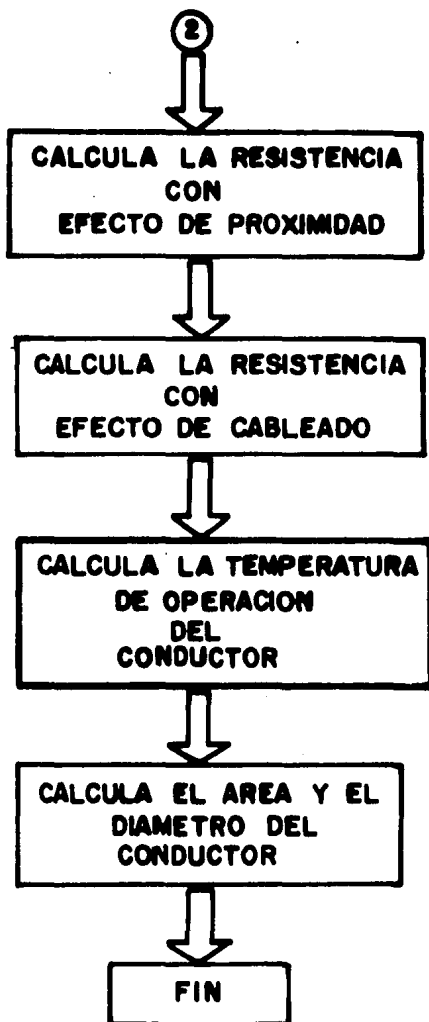 2
CALCULA LA RESISTENCIA
CON
EFECTO DE PROXIMIDAD
CALCULA LA RESISTENCIA
CON
EFECTO DE CABLEADO
CALCULA LA TEMPERATURA
DE OPERACION
DEL
CONDUCTOR
CALCULA EL AREA Y EL
DIAMETRO DEL
CONDUCTOR
FIN